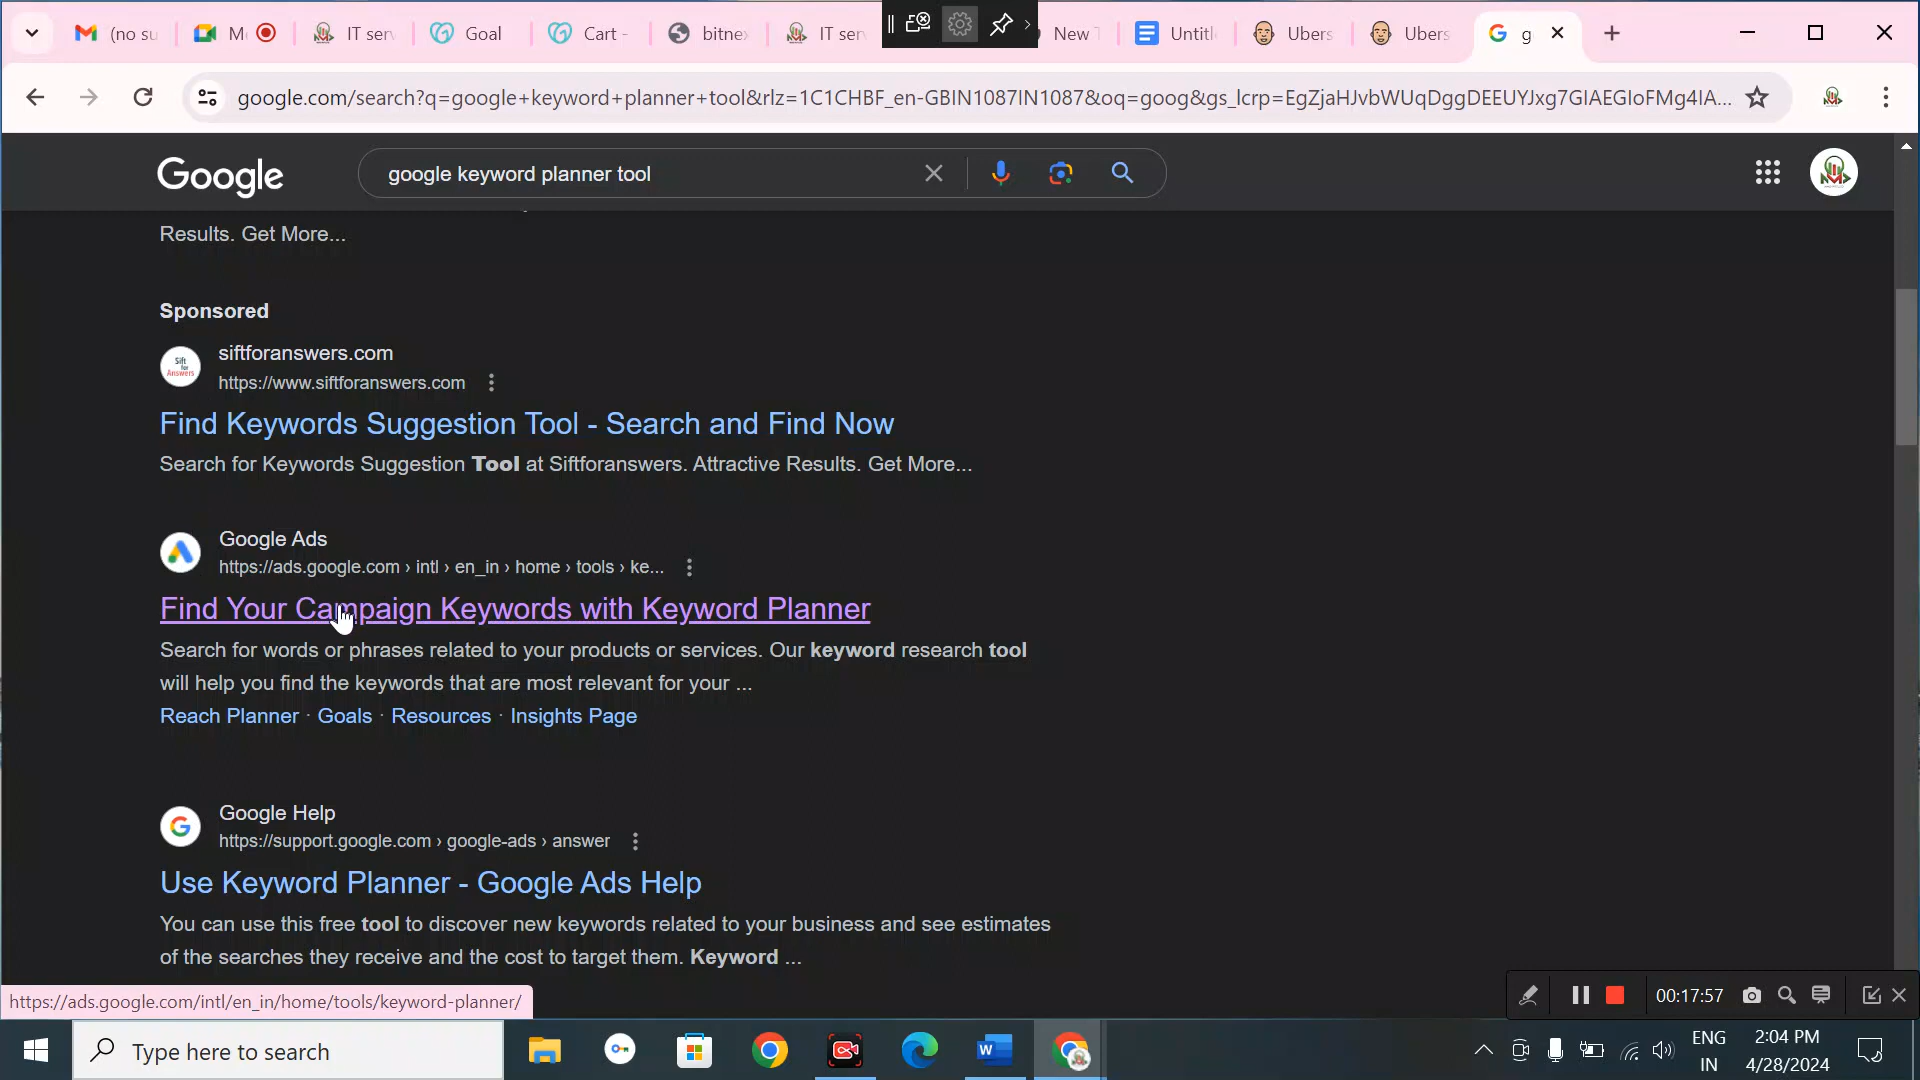 (no su
M
IT ser
Goal
Cart -
bitne
IT ser
New T
Untitl
Ubers
Ubers
g
google.com/search?q=google+keyword+planner+tool&rlz=1C1CHBF_en-GBIN1087IN1087&oq=goog&gs_lcrp=EgZjaHJvbWUqDggDEEUYJxg7GIAEGIoFMg4IA...
Google
google keyword planner tool
Results. Get More...
Sponsored
siftforanswers.com
https://www.siftforanswers.com
Find Keywords Suggestion Tool - Search and Find Now
Search for Keywords Suggestion Tool at Siftforanswers. Attractive Results. Get More...
Google Ads
https://ads.google.com › intl › en_in › home › tools › ke...
Find Your Campaign Keywords with Keyword Planner
Search for words or phrases related to your products or services. Our keyword research tool
will help you find the keywords that are most relevant for your ...
Reach Planner · Goals · Resources · Insights Page
Google Help
https://support.google.com › google-ads › answer
Use Keyword Planner - Google Ads Help
You can use this free tool to discover new keywords related to your business and see estimates
of the searches they receive and the cost to target them. Keyword ...
https://ads.google.com/intl/en_in/home/tools/keyword-planner/
00:17:57
Type here to search
ENG
IN
2:04 PM
4/28/2024